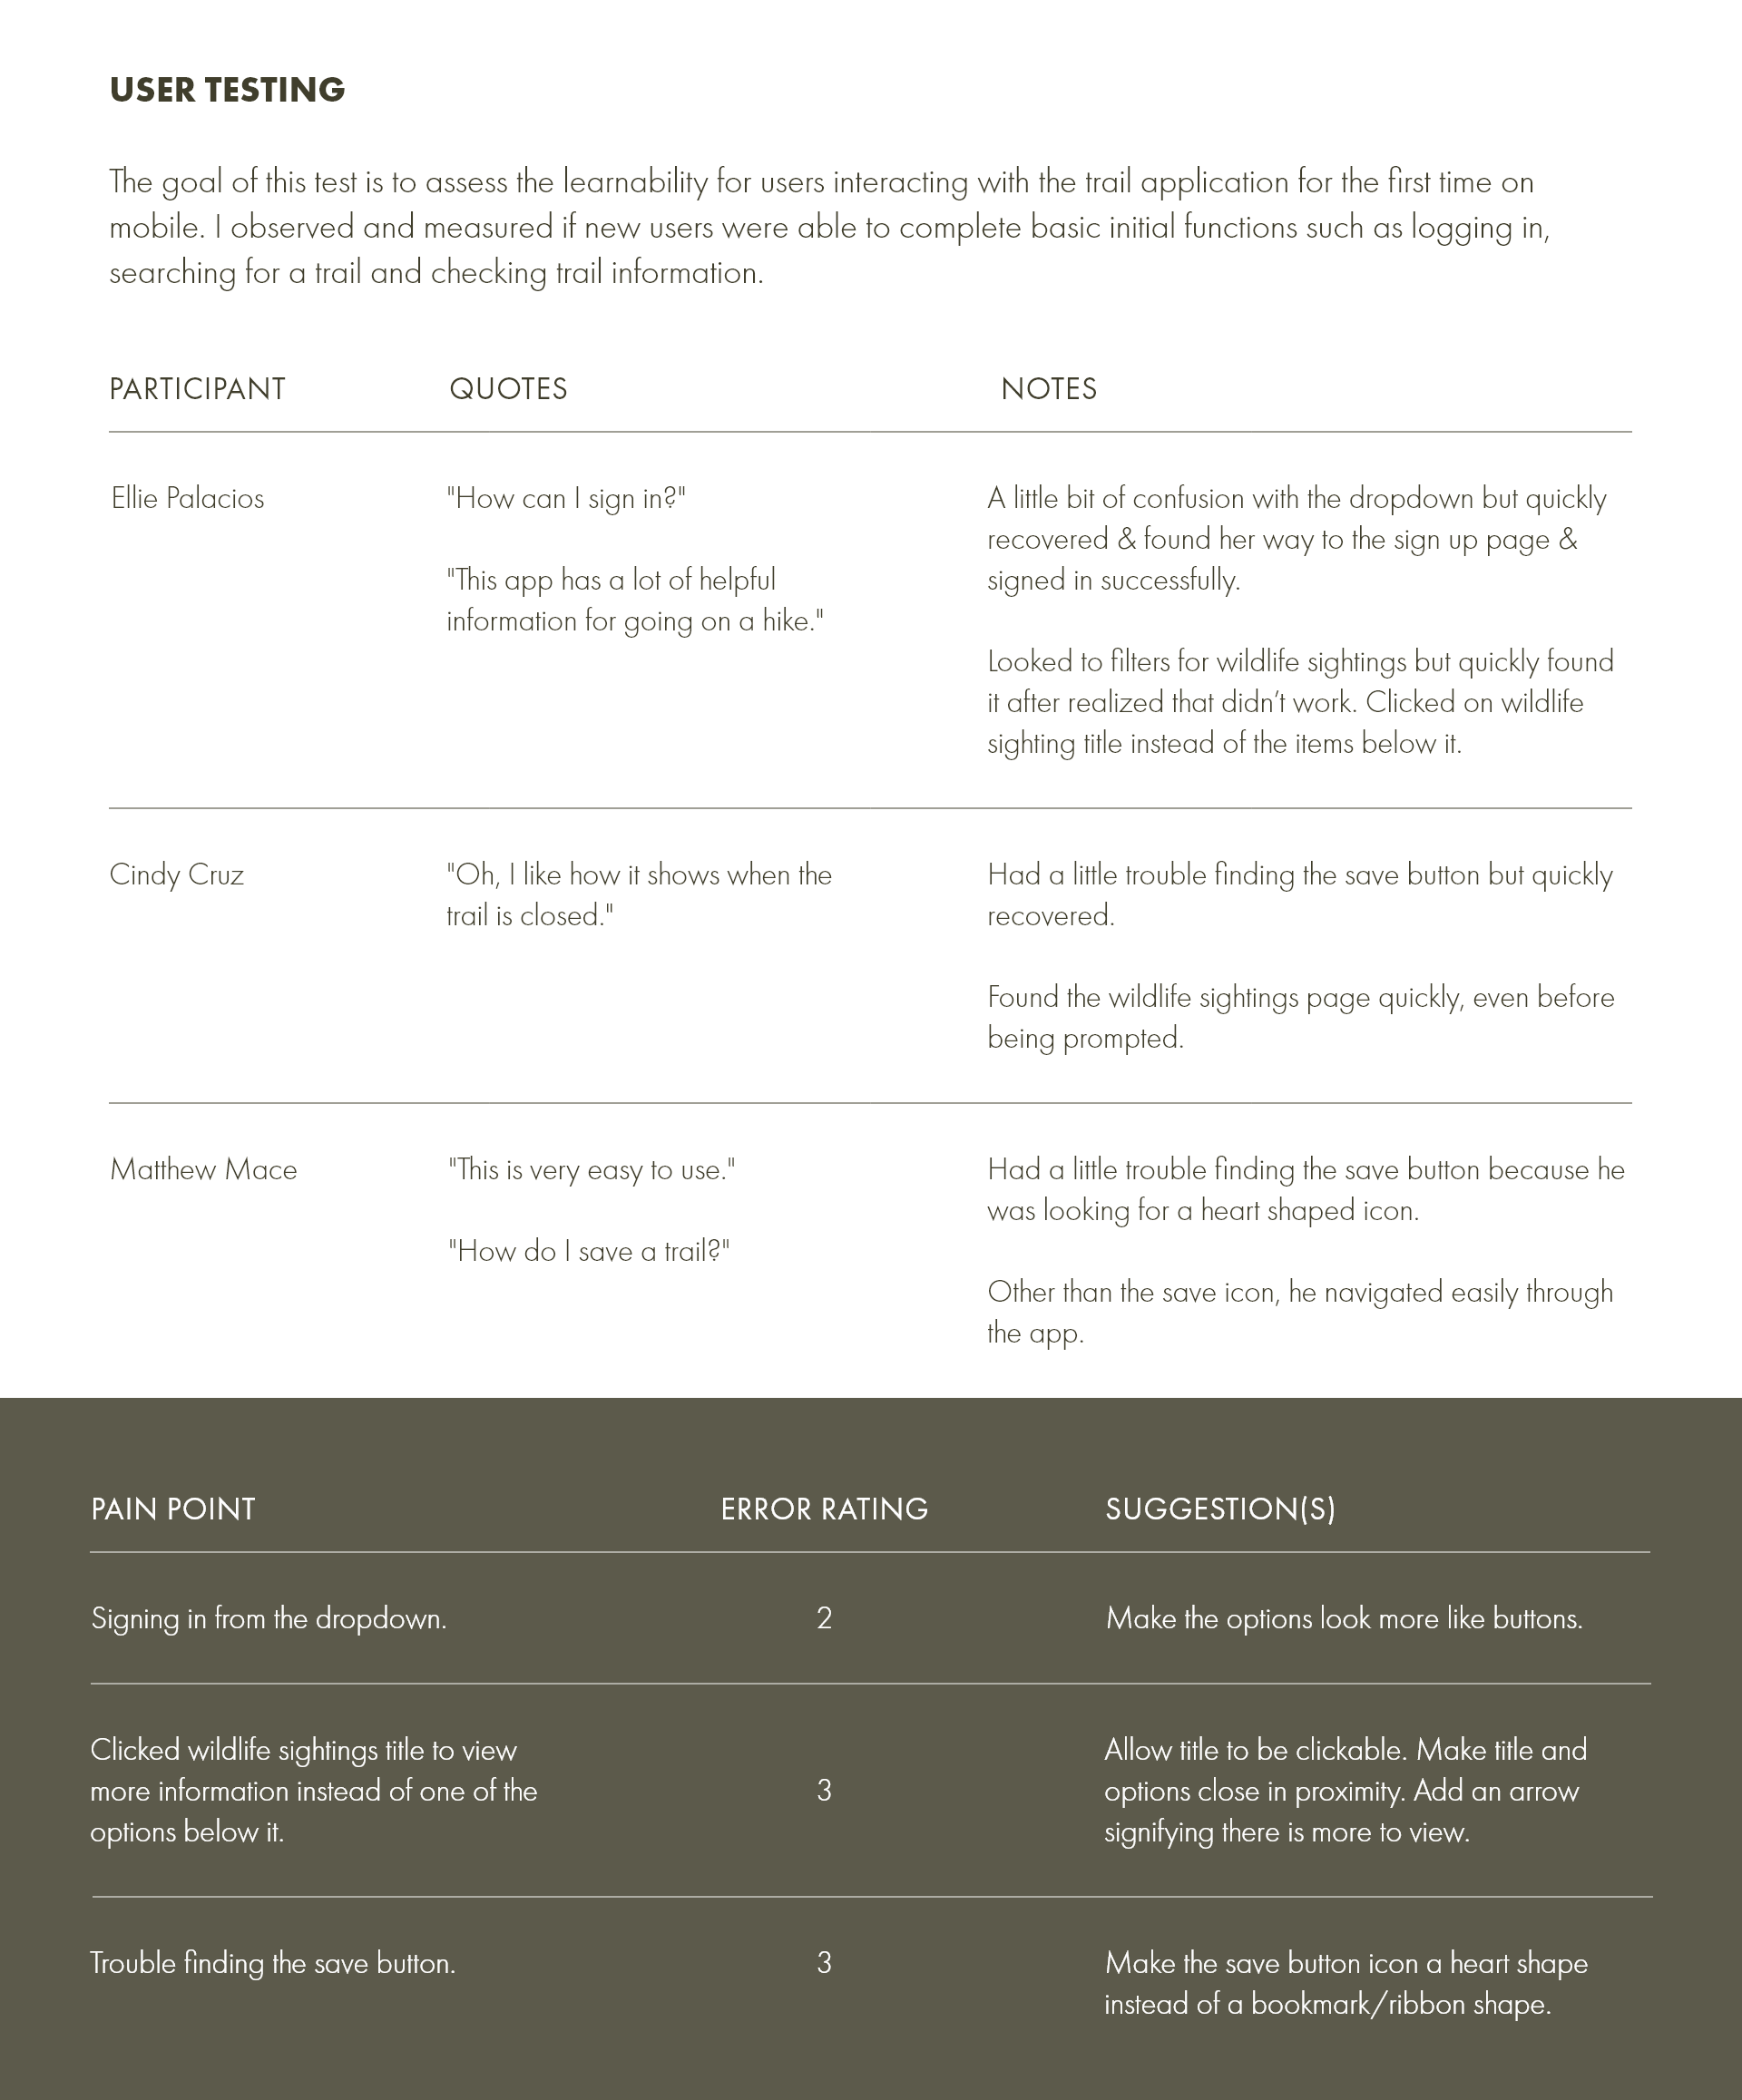 USER TESTING
The goal of this test is to assess the learnability for users interacting with the trail application for the first time on
mobile. I observed and measured if new users were able to complete basic initial functions such as logging in,
searching for a trail and checking trail information.
PARTICIPANT QUOTES NOTES
Ellie Palacios
"How can I sign in?"
"This app has a lot of helpful
information for going on a hike."
A little bit of confusion with the dropdown but quickly
recovered & found her way to the sign up page &
signed in successfully.
Looked to filters for wildlife sightings but quickly found
it after realized that didn’t work. Clicked on wildlife
sighting title instead of the items below it.
Cindy Cruz
"Oh, I like how it shows when the
trail is closed."
Had a little trouble finding the save button but quickly
recovered.
Found the wildlife sightings page quickly, even before
being prompted.
Matthew Mace
"This is very easy to use."
"How do I save a trail?"
Had a little trouble finding the save button because he
was looking for a heart shaped icon.
Other than the save icon, he navigated easily through
the app.
PAIN POINT ERROR RATING SUGGESTION(S)
Signing in from the dropdown.
2
Make the options look more like buttons.
Clicked wildlife sightings title to view
more information instead of one of the
options below it.
3
Allow title to be clickable. Make title and
options close in proximity. Add an arrow
signifying there is more to view.
Trouble finding the save button.
3
Make the save button icon a heart shape
instead of a bookmark/ribbon shape.